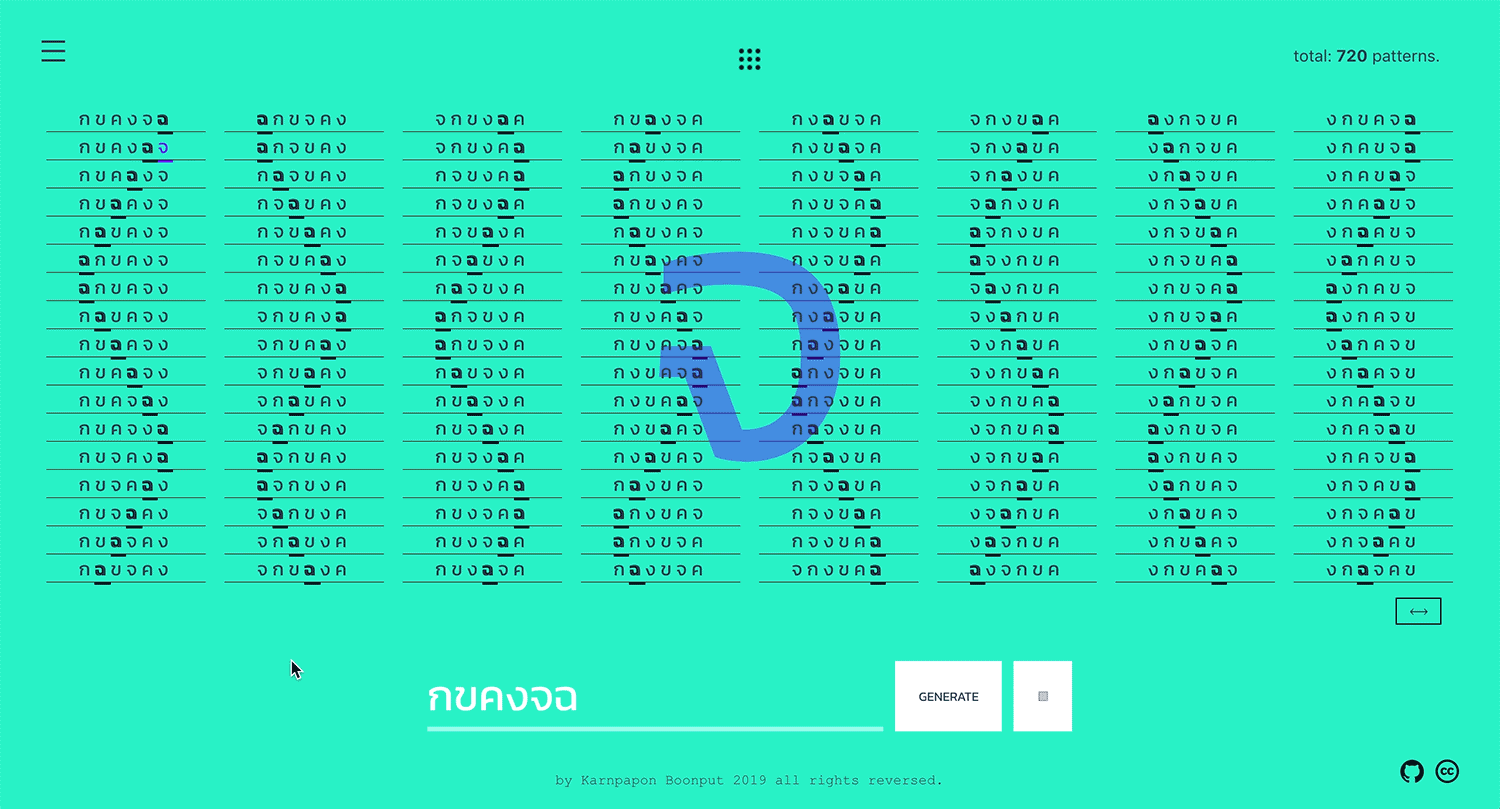 total: 720 patterns.
กขคงจฉ
กขคงฉจ
กขคฉงจ
กขฉคงจ
กฉขคงจ
ฉกขคงจ
ฉกขคจง
กฉขคจง
กขฉคจง
กขคฉจง
กขคจฉง
กขคจงฉ
กขจคงฉ
กขจคฉง
กขจฉคง
กขฉจคง
กฉขจคง
ฉกขจคง
ฉกจขคง
กฉจขคง
กจฉขคง
กจขฉคง
กจขคฉง
กจขคงฉ
จกขคงฉ
จกขคฉง
จกขฉคง
จกฉขคง
จฉกขคง
ฉจกขคง
ฉจกขงค
จฉกขงค
จกฉขงค
จกขฉงค
จกขงฉค
จกขงคฉ
กจขงคฉ
กจขงฉค
กจขฉงค
กจฉขงค
กฉจขงค
ฉกจขงค
ฉกขจงค
กฉขจงค
กขฉจงค
กขจฉงค
กขจงฉค
กขจงคฉ
กขงจคฉ
กขงจฉค
กขงฉจค
กขฉงจค
กฉขงจค
ฉกขงจค
ฉกขงคจ
กฉขงคจ
กขฉงคจ
กขงฉคจ
กขงคฉจ
กขงคจฉ
กงขคจฉ
กงขคฉจ
กงขฉคจ
กงฉขคจ
กฉงขคจ
ฉกงขคจ
ฉกงขจค
กฉงขจค
กงฉขจค
กงขฉจค
กงขจฉค
กงขจคฉ
กงจขคฉ
กงจขฉค
กงจฉขค
กงฉจขค
กฉงจขค
ฉกงจขค
ฉกจงขค
กฉจงขค
กจฉงขค
กจงฉขค
กจงขฉค
กจงขคฉ
จกงขคฉ
จกงขฉค
จกงฉขค
จกฉงขค
จฉกงขค
ฉจกงขค
ฉจงกขค
จฉงกขค
จงฉกขค
จงกฉขค
จงกขฉค
จงกขคฉ
งจกขคฉ
งจกขฉค
งจกฉขค
งจฉกขค
งฉจกขค
ฉงจกขค
ฉงกจขค
งฉกจขค
งกฉจขค
งกจฉขค
งกจขฉค
งกจขคฉ
งกขจคฉ
งกขจฉค
งกขฉจค
งกฉขจค
งฉกขจค
ฉงกขจค
ฉงกขคจ
งฉกขคจ
งกฉขคจ
งกขฉคจ
งกขคฉจ
งกขคจฉ
งกคขจฉ
งกคขฉจ
งกคฉขจ
งกฉคขจ
งฉกคขจ
ฉงกคขจ
ฉงกคจข
งฉกคจข
งกฉคจข
งกคฉจข
งกคจฉข
งกคจขฉ
งกจคขฉ
งกจคฉข
งกจฉคข
งกฉจคข
จ
กขคงจฉ
GENERATE
by Karnpapon Boonput 2019 all rights reversed.
cc